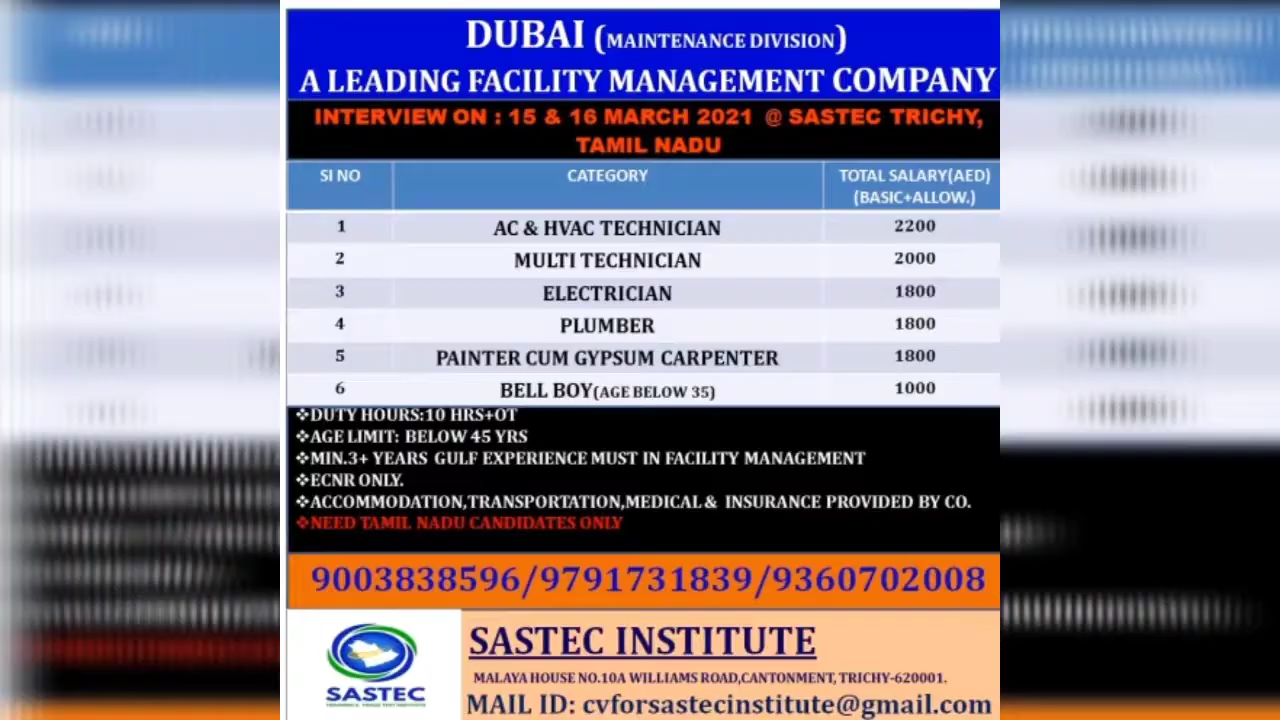 DUBAI (MAINTENANCE DIVISION)
A LEADING FACILITY MANAGEMENT COMPANY
INTERVIEW ON : 15 & 16 MARCH 2021 @ SASTEC TRICHY,
TAMIL NADU
SI NO CATEGORY TOTAL SALARY(AED)
(BASIC+ALLOW.)
1 AC & HVAC TECHNICIAN 2200
2 MULTI TECHNICIAN 2000
3 ELECTRICIAN 1800
4 PLUMBER 1800
5 PAINTER CUM GYPSUM CARPENTER 1800
6 BELL BOY(AGE BELOW 35) 1000
❖DUTY HOURS:10 HRS+OT
❖AGE LIMIT: BELOW 45 YRS
❖MIN.3+ YEARS GULF EXPERIENCE MUST IN FACILITY MANAGEMENT
❖ECNR ONLY.
❖ACCOMMODATION,TRANSPORTATION,MEDICAL & INSURANCE PROVIDED BY CO.
❖NEED TAMIL NADU CANDIDATES ONLY
9003838596/9791731839/9360702008
SASTEC INSTITUTE
MALAYA HOUSE NO.10A WILLIAMS ROAD,CANTONMENT, TRICHY-620001.
MAIL ID: cvforsastecinstitute@gmail.com
SASTEC